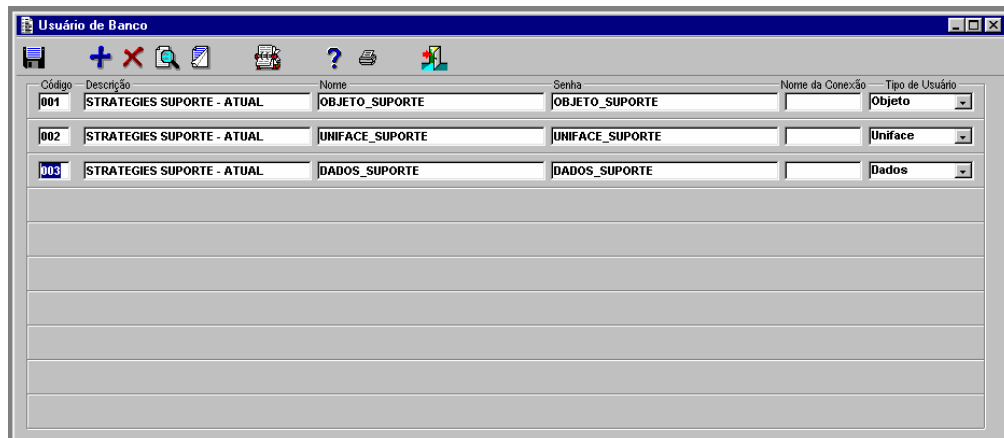 Usuário de Banco
?
Código Descrição Nome Senha Nome da Conexão Tipo de Usuário
001 STRATEGIES SUPORTE - ATUAL OBJETO_SUPORTE OBJETO_SUPORTE Objeto
002 STRATEGIES SUPORTE - ATUAL UNIFACE_SUPORTE UNIFACE_SUPORTE Uniface
003 STRATEGIES SUPORTE - ATUAL DADOS_SUPORTE DADOS_SUPORTE Dados